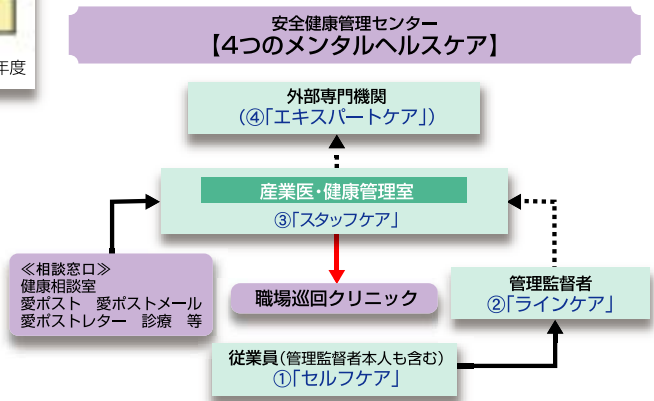 年度
安全健康管理センター
【4つのメンタルヘルスケア】
外部専門機関
(④「エキスパートケア」)
産業医・健康管理室
③「スタッフケア」
≪相談窓口≫
健康相談室
愛ポスト 愛ポストメール
愛ポストレター 診療 等
職場巡回クリニック
管理監督者
②「ラインケア」
従業員(管理監督者本人も含む)
①「セルフケア」